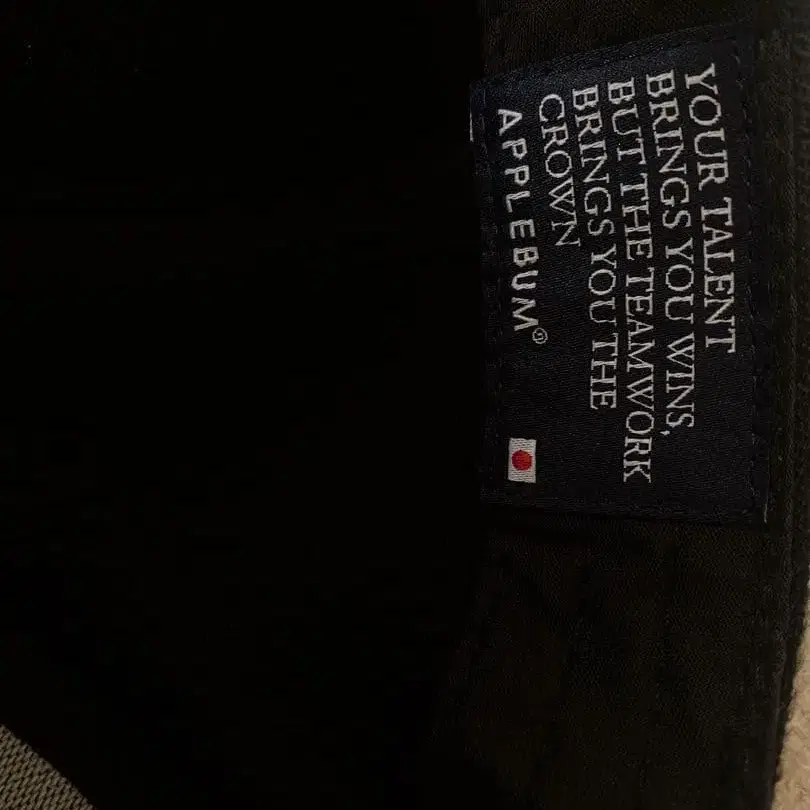 YOUR TALENT
BRINGS YOU WINS,
BUT THE TEAMWORK
BRINGS YOU THE
CROWN
APPLEBUM®